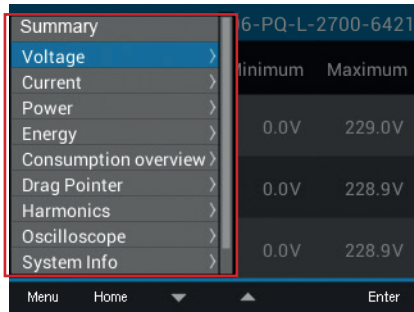 Summary
6-PQ-L-2700-6421
Voltage
Current
Minimum Maximum
Power
Energy
0.0V 229.0V
Consumption overview
Drag Pointer
0.0V 228.9V
Harmonics
Oscilloscope
0.0V 228.9V
System Info
Menu Home Enter